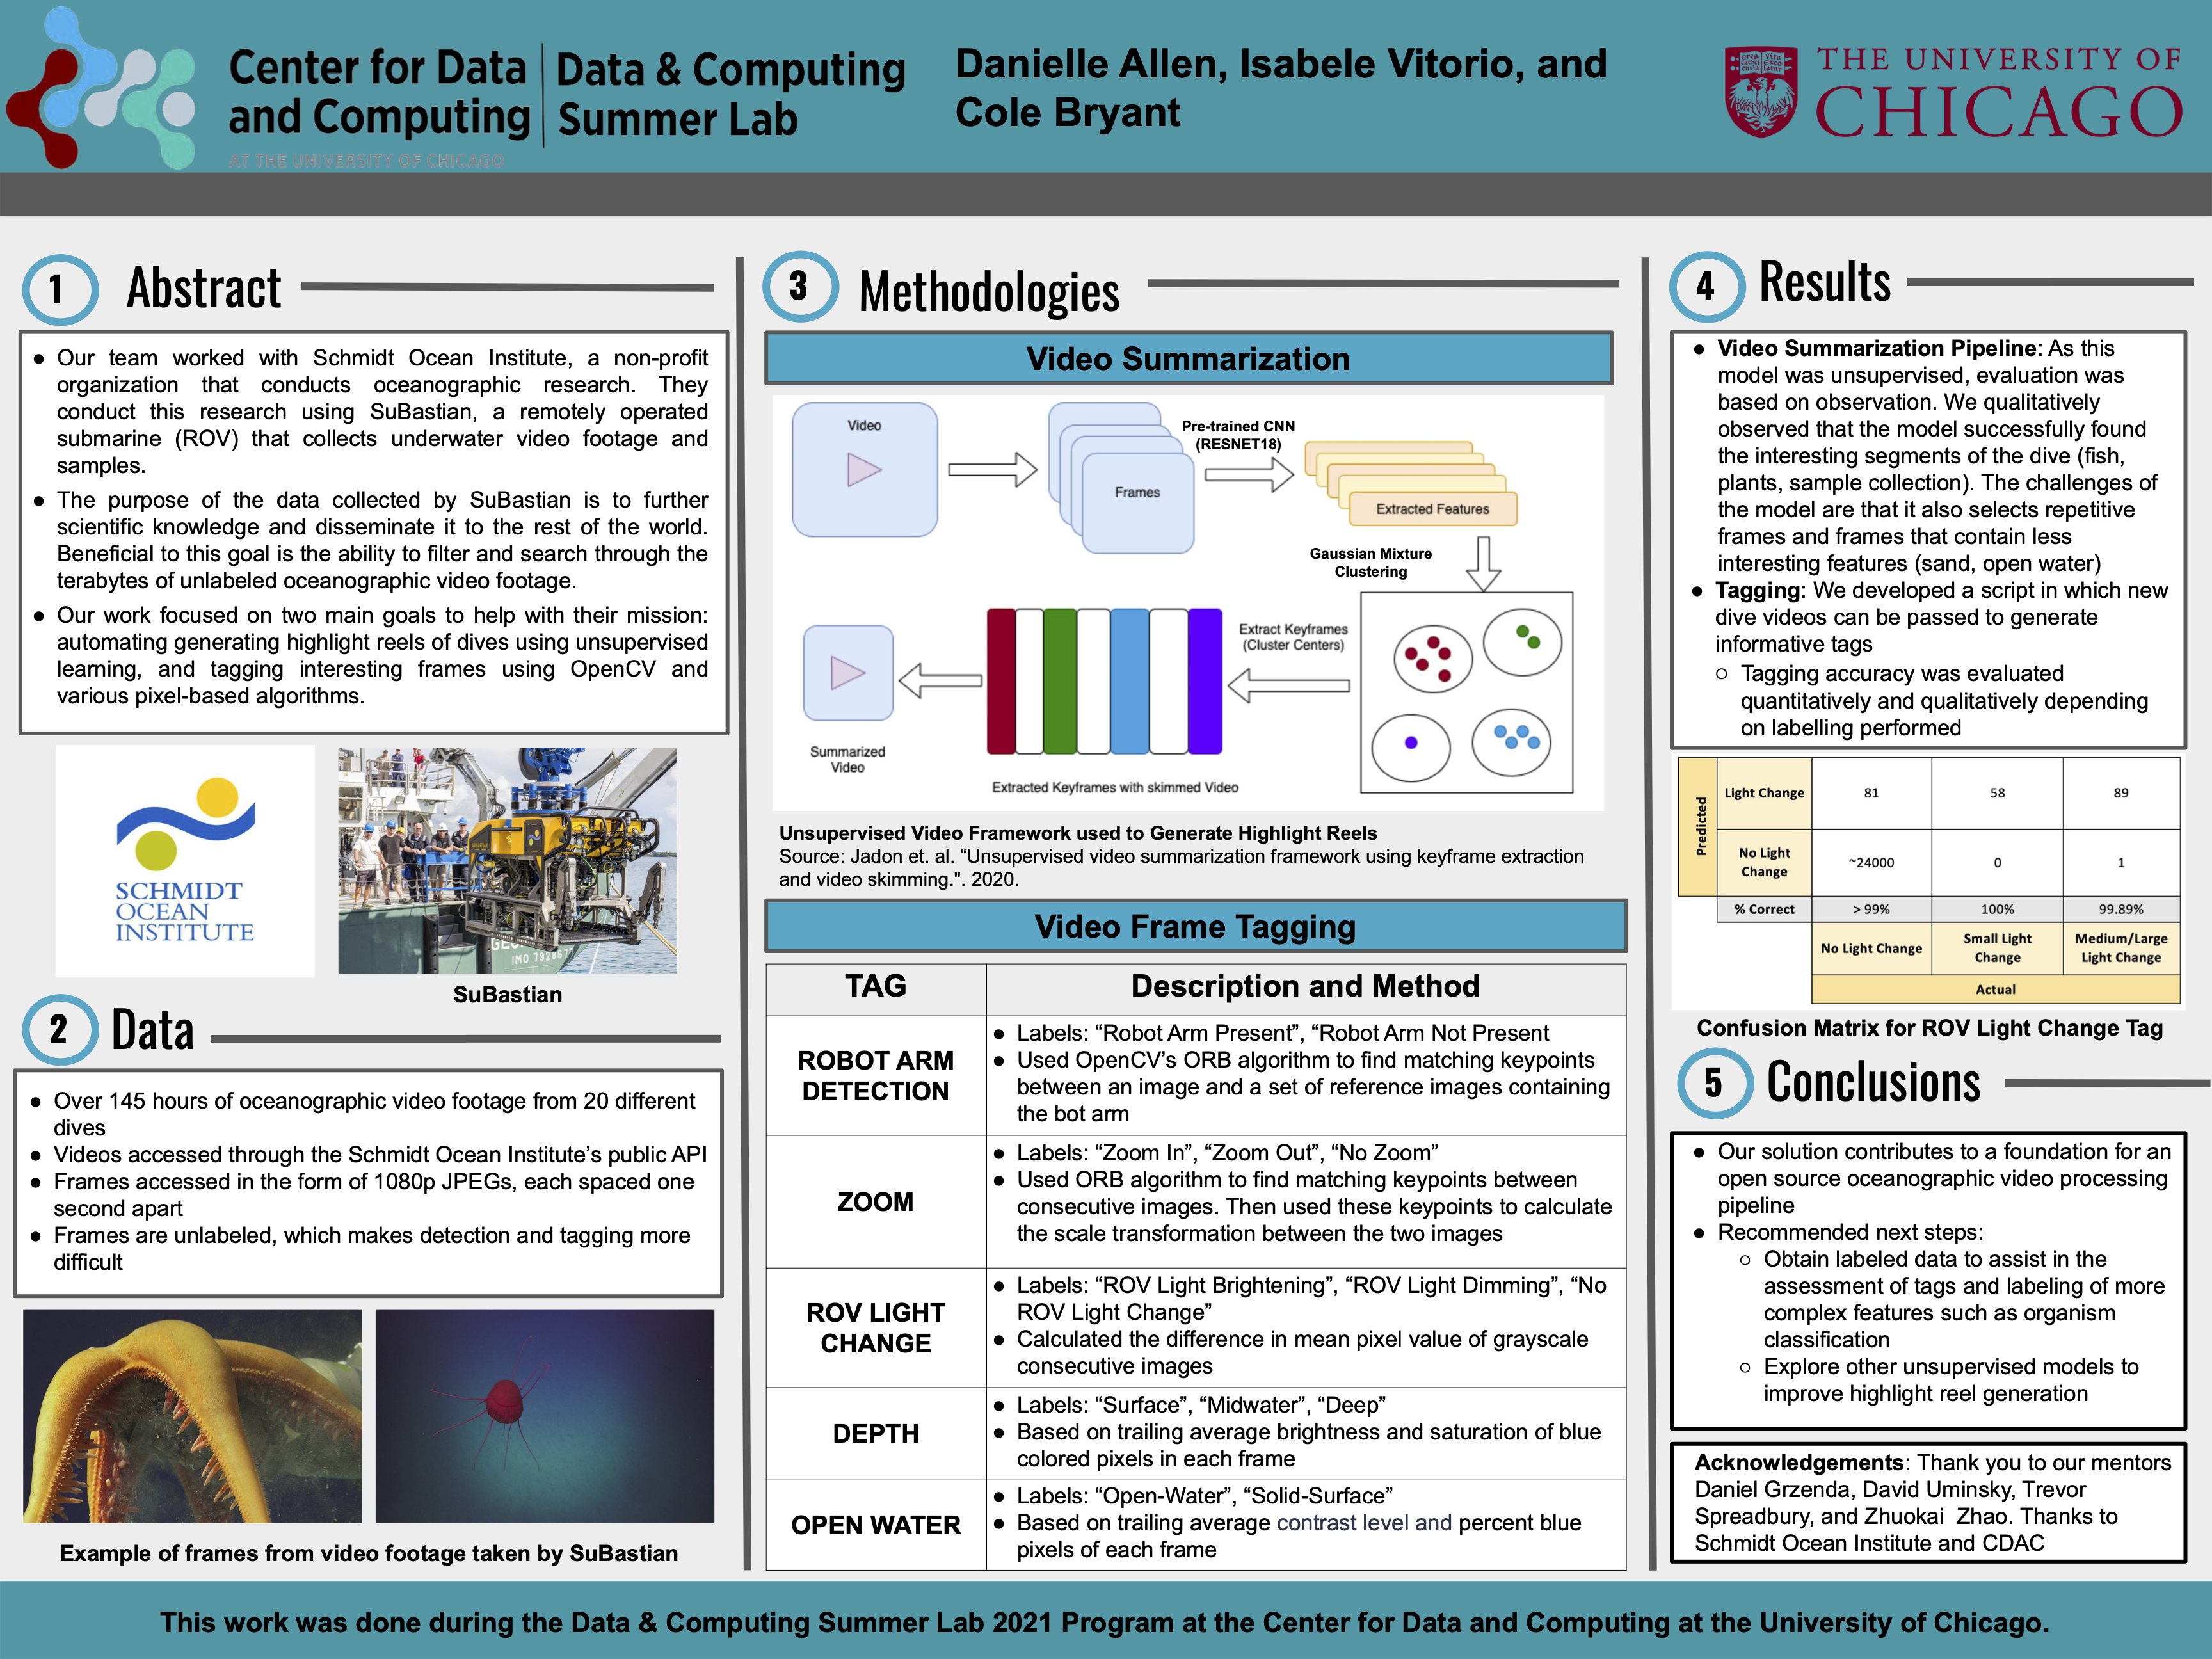 Center for Data
and Computing
AT THE UNIVERSITY OF CHICAGO
Data & Computing
Summer Lab
Danielle Allen, Isabele Vitorio, and
Cole Bryant
THE UNIVERSITY OF
CHICAGO
1 Abstract
● Our team worked with Schmidt Ocean Institute, a non-profit
organization that conducts oceanographic research. They
conduct this research using SuBastian, a remotely operated
submarine (ROV) that collects underwater video footage and
samples.
● The purpose of the data collected by SuBastian is to further
scientific knowledge and disseminate it to the rest of the world.
Beneficial to this goal is the ability to filter and search through the
terabytes of unlabeled oceanographic video footage.
● Our work focused on two main goals to help with their mission:
automating generating highlight reels of dives using unsupervised
learning, and tagging interesting frames using OpenCV and
various pixel-based algorithms.
SCHMIDT
OCEAN
INSTITUTE
SuBastian
2 Data
● Over 145 hours of oceanographic video footage from 20 different
dives
● Videos accessed through the Schmidt Ocean Institute's public API
● Frames accessed in the form of 1080p JPEGs, each spaced one
second apart
● Frames are unlabeled, which makes detection and tagging more
difficult
Example of frames from video footage taken by SuBastian
3 Methodologies
Video Summarization
Video
Frames
Pre-trained CNN
(RESNET18)
Extracted Features
Gaussian Mixture
Clustering
Extract Keyframes
(Cluster Centers)
Summarized
Video
Extracted Keyframes with skimmed Video
Unsupervised Video Framework used to Generate Highlight Reels
Source: Jadon et. al. “Unsupervised video summarization framework using keyframe extraction
and video skimming.". 2020.
Video Frame Tagging
TAG Description and Method
ROBOT ARM
DETECTION
● Labels: “Robot Arm Present”, “Robot Arm Not Present
● Used OpenCV's ORB algorithm to find matching keypoints
between an image and a set of reference images containing
the bot arm
ZOOM
● Labels: “Zoom In”, “Zoom Out”, “No Zoom”
● Used ORB algorithm to find matching keypoints between
consecutive images. Then used these keypoints to calculate
the scale transformation between the two images
ROV LIGHT
CHANGE
● Labels: “ROV Light Brightening”, “ROV Light Dimming”, “No
ROV Light Change”
● Calculated the difference in mean pixel value of grayscale
consecutive images
DEPTH
● Labels: “Surface”, “Midwater”, “Deep”
● Based on trailing average brightness and saturation of blue
colored pixels in each frame
OPEN WATER
● Labels: “Open-Water”, “Solid-Surface”
● Based on trailing average contrast level and percent blue
pixels of each frame
4 Results
● Video Summarization Pipeline: As this
model was unsupervised, evaluation was
based on observation. We qualitatively
observed that the model successfully found
the interesting segments of the dive (fish,
plants, sample collection). The challenges of
the model are that it also selects repetitive
frames and frames that contain less
interesting features (sand, open water)
● Tagging: We developed a script in which new
dive videos can be passed to generate
informative tags
○ Tagging accuracy was evaluated
quantitatively and qualitatively depending
on labelling performed
Predicted
Light Change 81 58 89
No Light
Change ~24000 0 1
% Correct > 99% 100% 99.89%
No Light Change
Small Light
Change
Medium/Large
Light Change
Actual
Confusion Matrix for ROV Light Change Tag
5 Conclusions
● Our solution contributes to a foundation for an
open source oceanographic video processing
pipeline
● Recommended next steps:
○ Obtain labeled data to assist in the
assessment of tags and labeling of more
complex features such as organism
classification
○ Explore other unsupervised models to
improve highlight reel generation
Acknowledgements: Thank you to our mentors
Daniel Grzenda, David Uminsky, Trevor
Spreadbury, and Zhuokai Zhao. Thanks to
Schmidt Ocean Institute and CDAC
This work was done during the Data & Computing Summer Lab 2021 Program at the Center for Data and Computing at the University of Chicago.